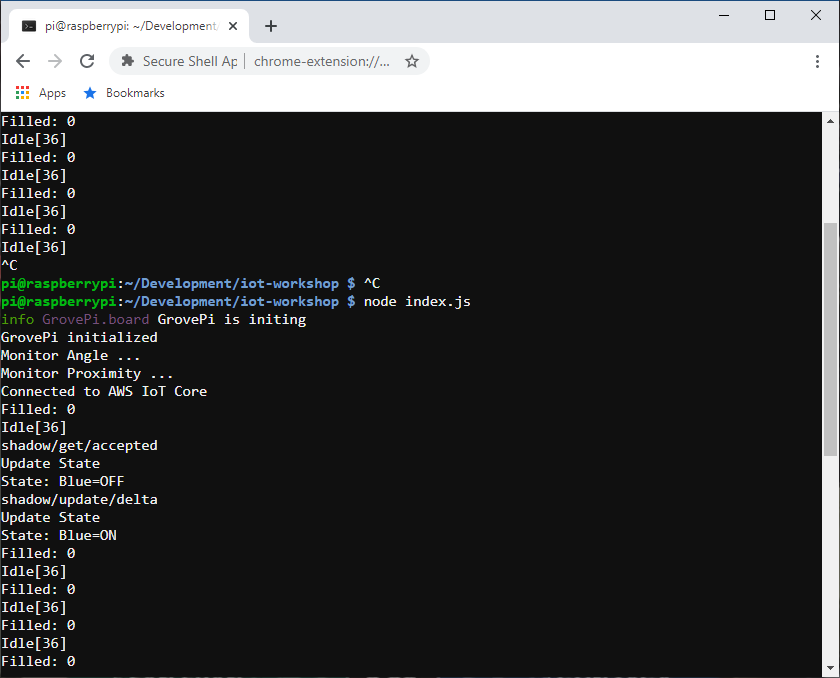 pi@raspberrypi: ~/Development/
Secure Shell Ap
chrome-extension://...
Apps
Bookmarks
Filled: 0
Idle[36]
Filled: 0
Idle[36]
Filled: 0
Idle[36]
Filled: 0
Idle[36]
^C
pi@raspberrypi:~/Development/iot-workshop $ ^C
pi@raspberrypi:~/Development/iot-workshop $ node index.js
info GrovePi.board GrovePi is initing
GrovePi initialized
Monitor Angle ...
Monitor Proximity ...
Connected to AWS IoT Core
Filled: 0
Idle[36]
shadow/get/accepted
Update State
State: Blue=OFF
shadow/update/delta
Update State
State: Blue=ON
Filled: 0
Idle[36]
Filled: 0
Idle[36]
Filled: 0
Idle[36]
Filled: 0